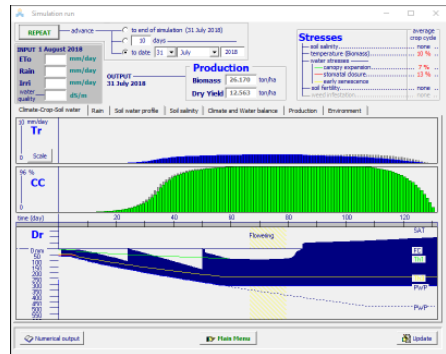 Simulation run
REPEAT
advance
to end of simulation (31 July 2018)
10 days
to date 31 July 2018
INPUT 1 August 2018
ETo mm/day
Rain mm/day
Irri mm/day
water quality dS/m
OUTPUT
31 July 2018
Production
Biomass 26.170 ton/ha
Dry Yield 12.563 ton/ha
Stresses
average crop cycle
soil salinity none
temperature (Biomass) 10 %
water stresses
canopy expansion 7 %
stomatal closure 13 %
early senescence
soil fertility none
weed infestation none
Climate-Crop-Soil water Rain Soil water profile Soil salinity Climate and Water balance Production Environment
10 mm/day
Tr
Scale
96 %
CC
time (day) 20 40 60 80 100 120
Dr
Flowering
SAT
0 mm
50
100
150
200
250
300
350
400
450
500
550
FC
PWP
PWP
Numerical output
Main Menu
Update